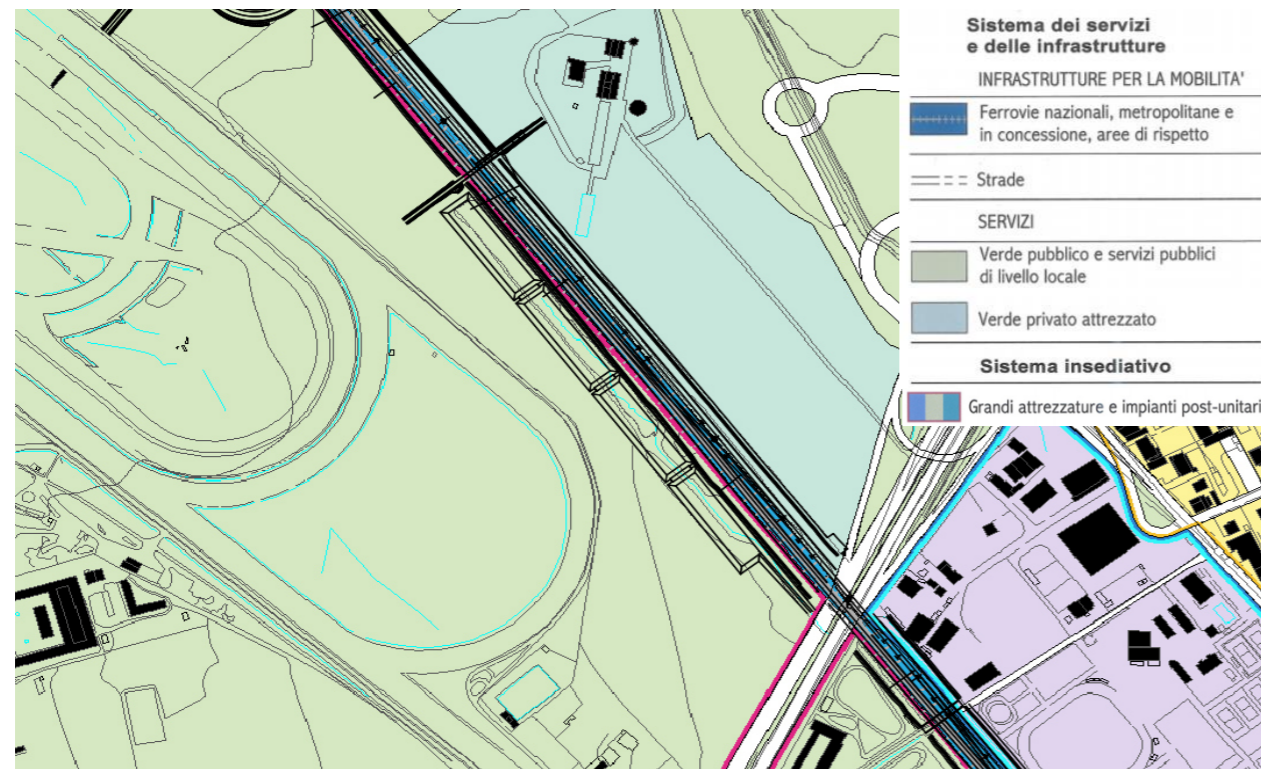 Sistema dei servizi
e delle infrastrutture
INFRASTRUTTURE PER LA MOBILITA'
Ferrovie nazionali, metropolitane e
in concessione, aree di rispetto
Strade
SERVIZI
Verde pubblico e servizi pubblici
di livello locale
Verde privato attrezzato
Sistema insediativo
Grandi attrezzature e impianti post-unitari